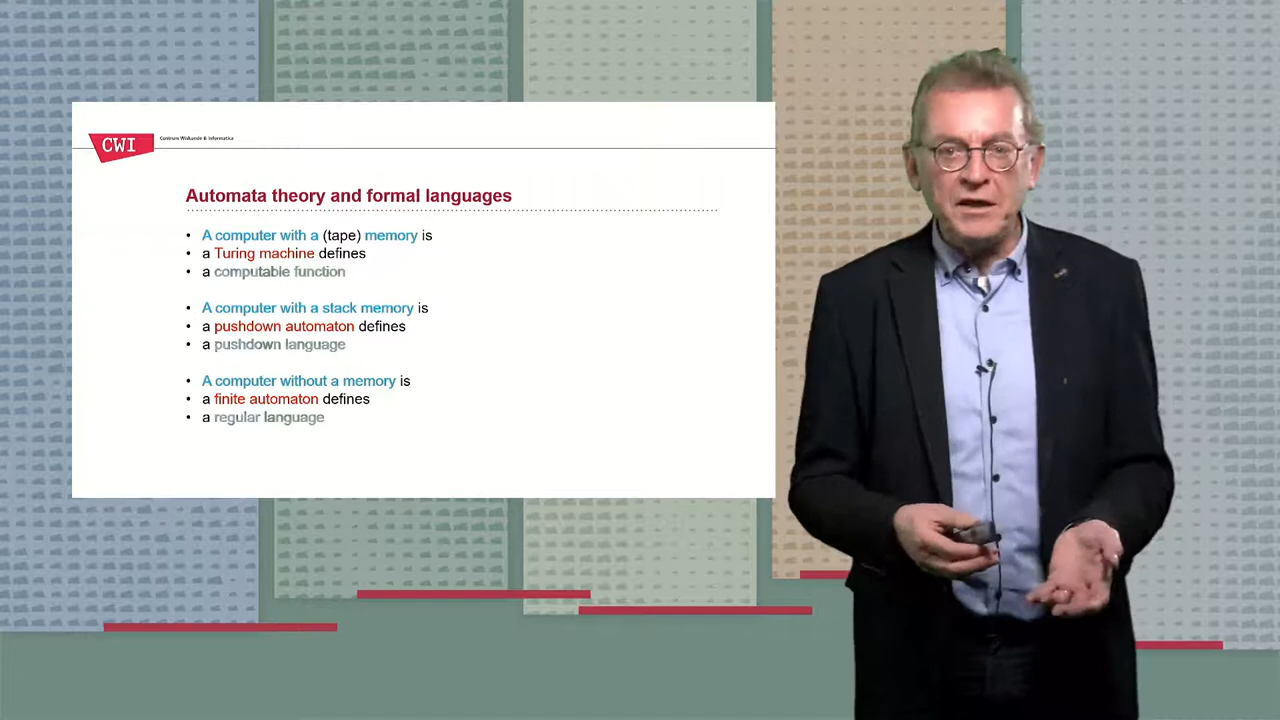 CWI
Centrum Wiskunde & Informatica
Automata theory and formal languages
• A computer with a (tape) memory is
• a Turing machine defines
• a computable function
• A computer with a stack memory is
• a pushdown automaton defines
• a pushdown language
• A computer without a memory is
• a finite automaton defines
• a regular language